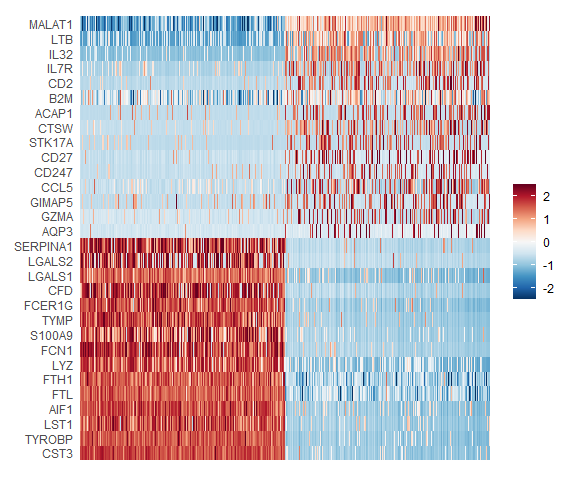 MALAT1
LTB
IL32
IL7R
CD2
B2M
ACAP1
CTSW
STK17A
CD27
CD247
CCL5
GIMAP5
GZMA
AQP3
SERPINA1
LGALS2
LGALS1
CFD
FCER1G
TYMP
S100A9
FCN1
LYZ
FTH1
FTL
AIF1
LST1
TYROBP
CST3
2
1
0
-1
-2